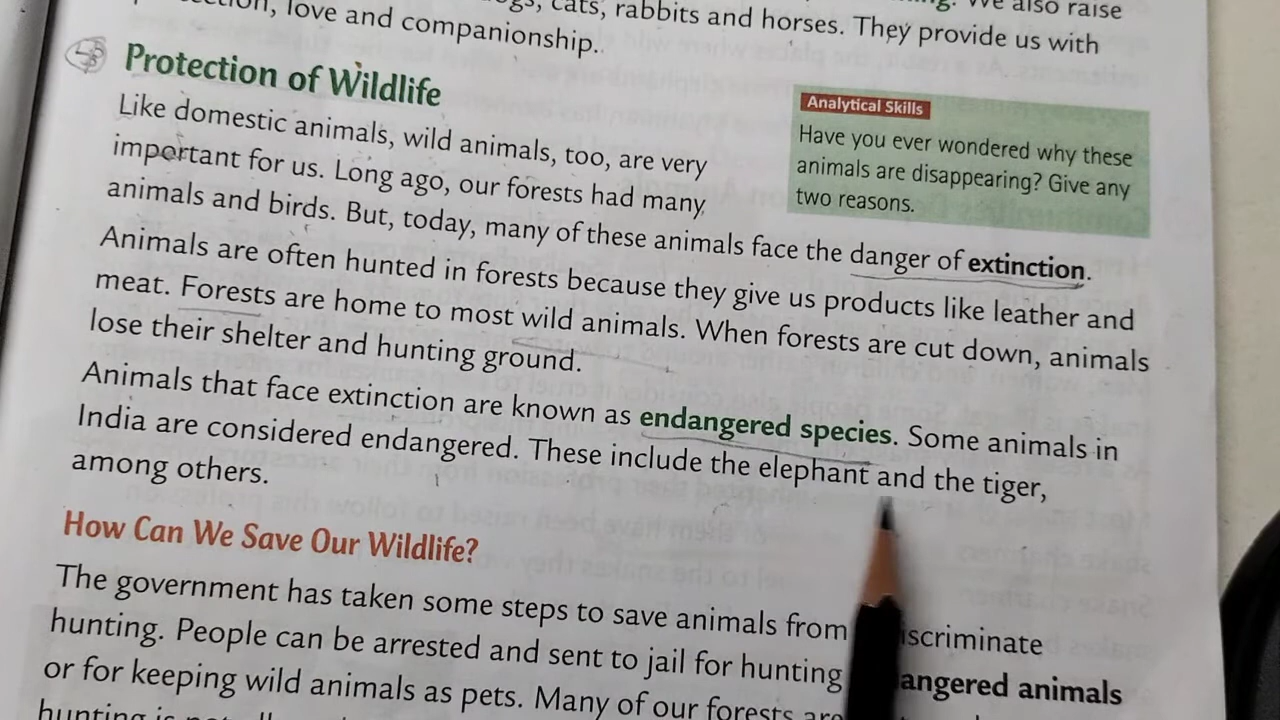 We also raise
cats, rabbits and horses. They provide us with
love and companionship..
Protection of Wildlife
Like domestic animals, wild animals, too, are very
important for us. Long ago, our forests had many
animals and birds. But, today, many of these animals face the danger of extinction.
Animals are often hunted in forests because they give us products like leather and
meat. Forests are home to most wild animals. When forests are cut down, animals
lose their shelter and hunting ground.
Animals that face extinction are known as endangered species. Some animals in
India are considered endangered. These include the elephant and the tiger,
among others.
Analytical Skills
Have you ever wondered why these
animals are disappearing? Give any
two reasons.
How Can We Save Our Wildlife?
The government has taken some steps to save animals from
hunting. People can be arrested and sent to jail for hunting animals
or for keeping wild animals as pets. Many of our forests are